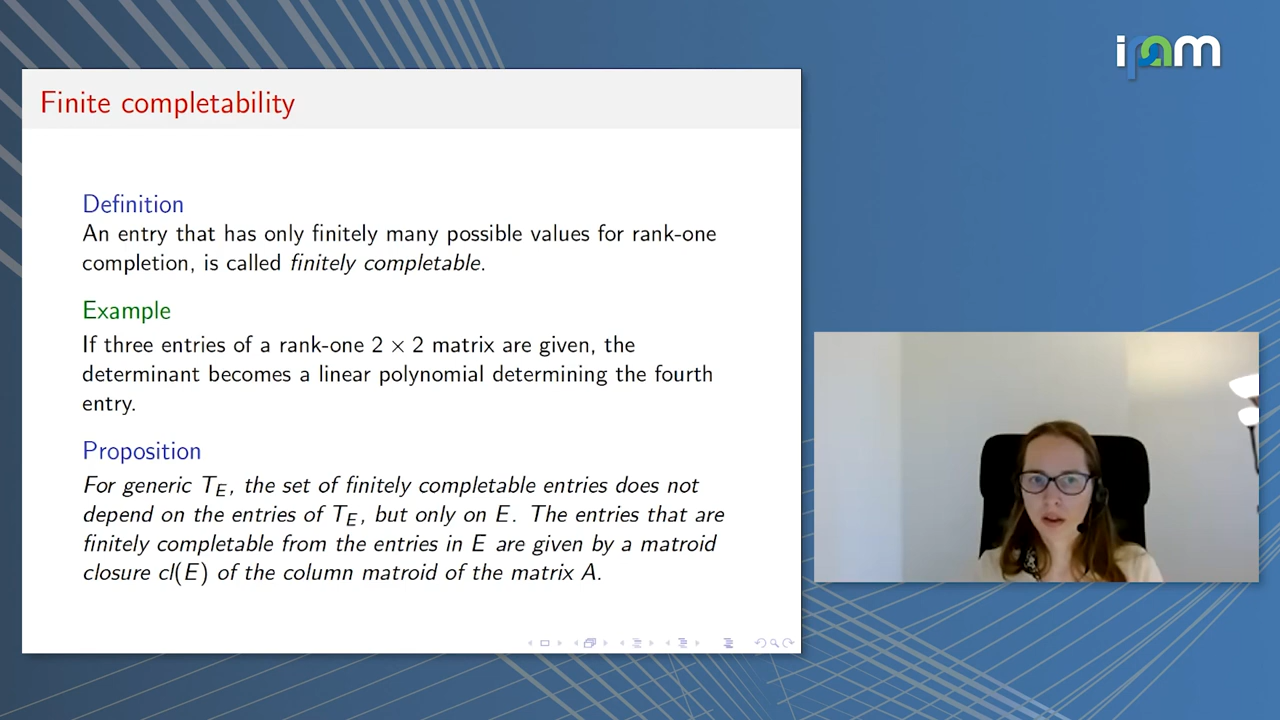 ipam
Finite completability
Definition
An entry that has only finitely many possible values for rank-one
completion, is called finitely completable.
Example
If three entries of a rank-one 2 × 2 matrix are given, the
determinant becomes a linear polynomial determining the fourth
entry.
Proposition
For generic T_E, the set of finitely completable entries does not
depend on the entries of T_E, but only on E. The entries that are
finitely completable from the entries in E are given by a matroid
closure cl(E) of the column matroid of the matrix A.